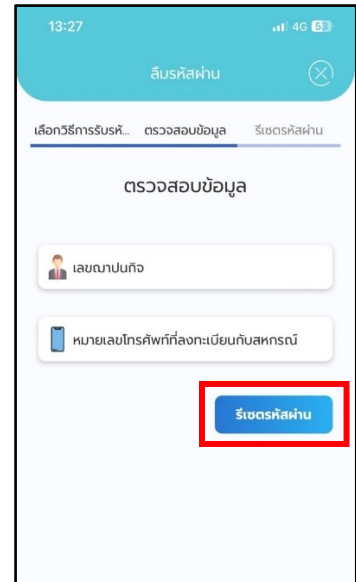 13:27 4G 53
ลืมรหัสผ่าน
เลือกวิธีการรับรหั... ตรวจสอบข้อมูล รีเซตรหัสผ่าน
ตรวจสอบข้อมูล
เลขฌาปนกิจ
หมายเลขโทรศัพท์ที่ลงทะเบียนกับสหกรณ์
รีเซตรหัสผ่าน